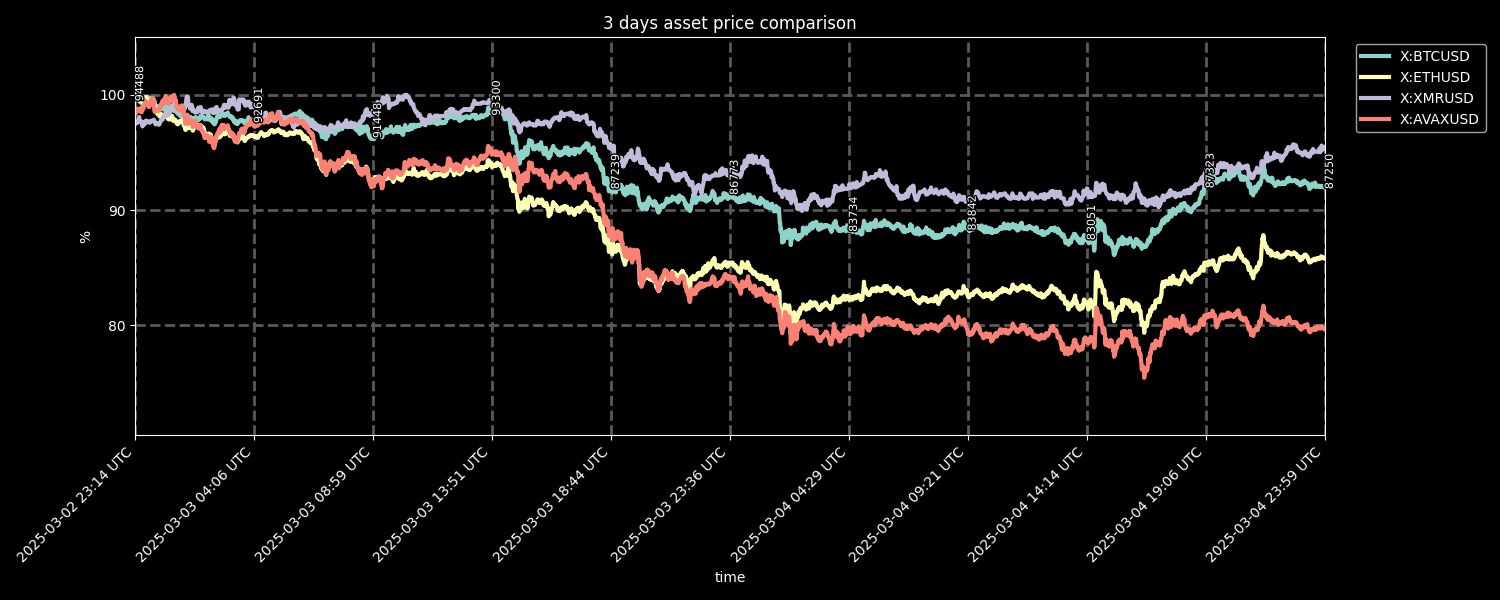 3 days asset price comparison
X:BTCUSD
X:ETHUSD
X:XMRUSD
X:AVAXUSD
100
90
80
%
94488
92691
91448
93300
87239
86773
83734
83842
83051
87323
87250
2025-03-02 23:14 UTC
2025-03-03 04:06 UTC
2025-03-03 08:59 UTC
2025-03-03 13:51 UTC
2025-03-03 18:44 UTC
2025-03-03 23:36 UTC
2025-03-04 04:29 UTC
2025-03-04 09:21 UTC
2025-03-04 14:14 UTC
2025-03-04 19:06 UTC
2025-03-04 23:59 UTC
time